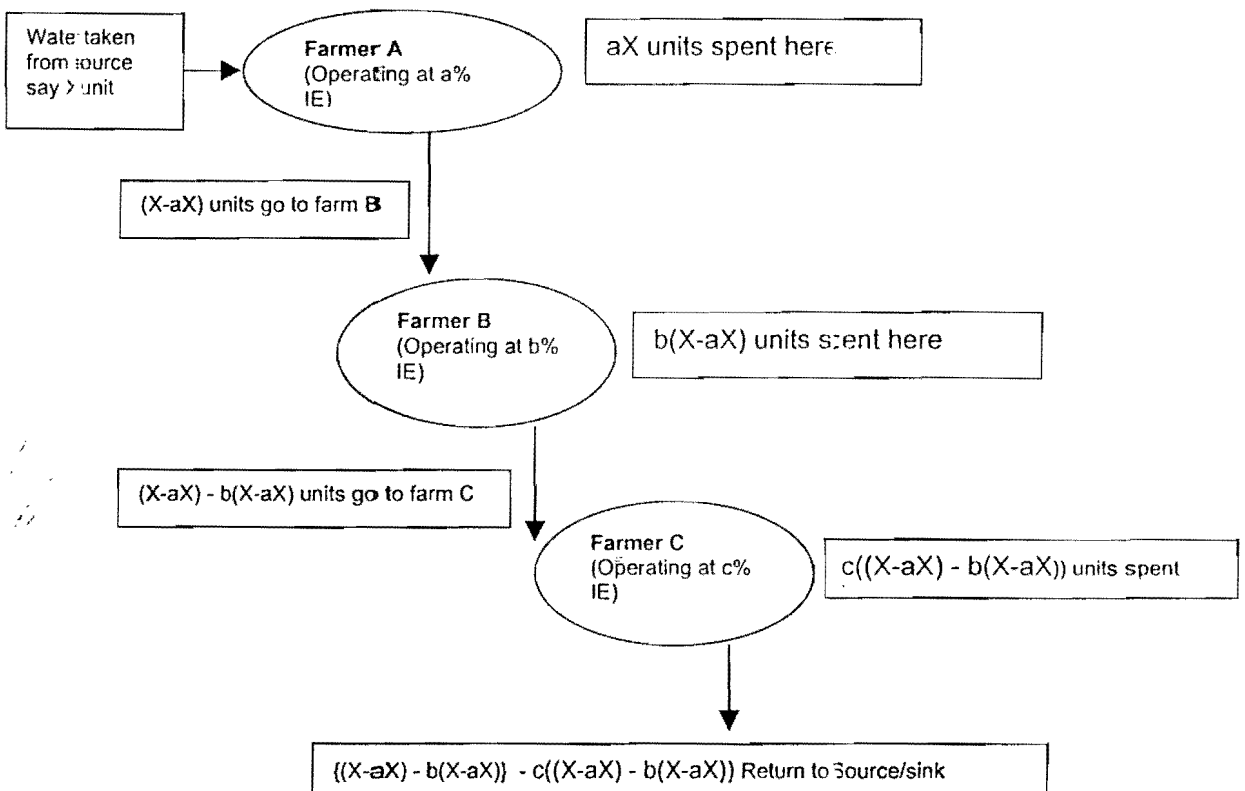 Water taken
from source
say X unit
Farmer A
(Operating at a%
IE)
aX units spent here
(X-aX) units go to farm B
Farmer B
(Operating at b%
IE)
b(X-aX) units spent here
(X-aX) - b(X-aX) units go to farm C
Farmer C
(Operating at c%
IE)
c((X-aX) - b(X-aX)) units spent
{(X-aX) - b(X-aX)} - c((X-aX) - b(X-aX)) Return to Source/sink